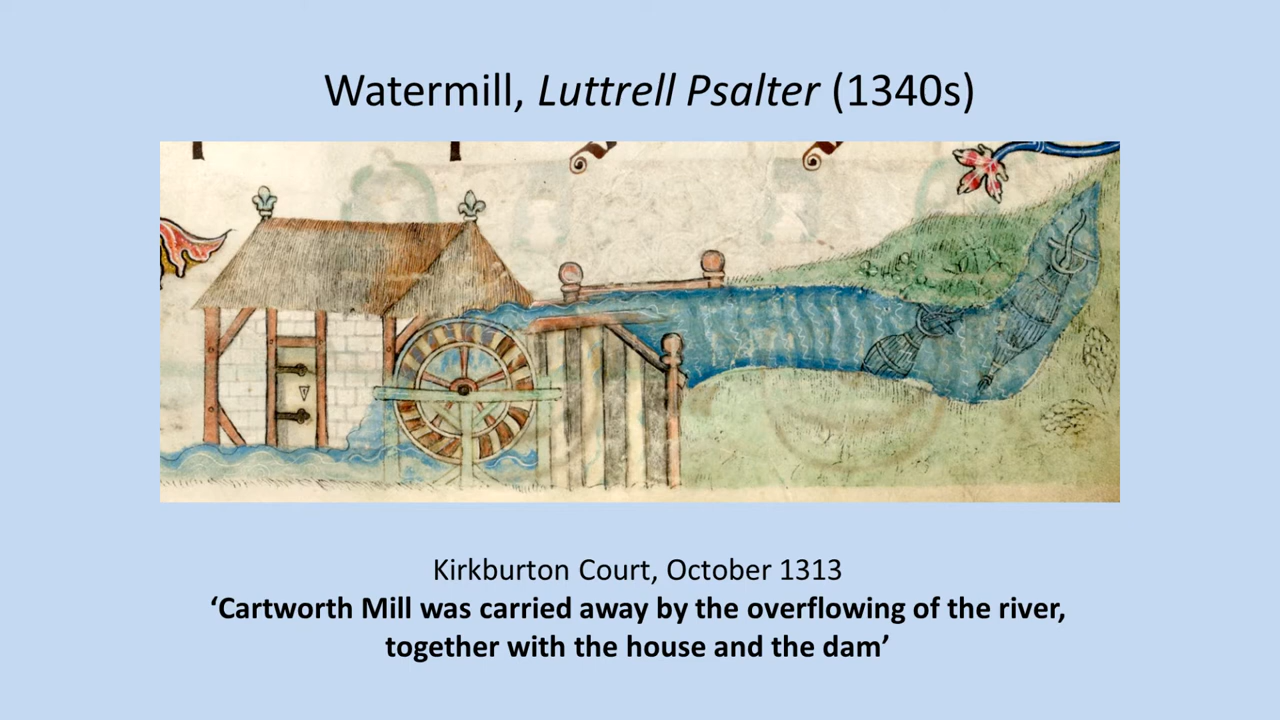 Watermill, Luttrell Psalter (1340s)
Kirkburton Court, October 1313
‘Cartworth Mill was carried away by the overflowing of the river,
together with the house and the dam’